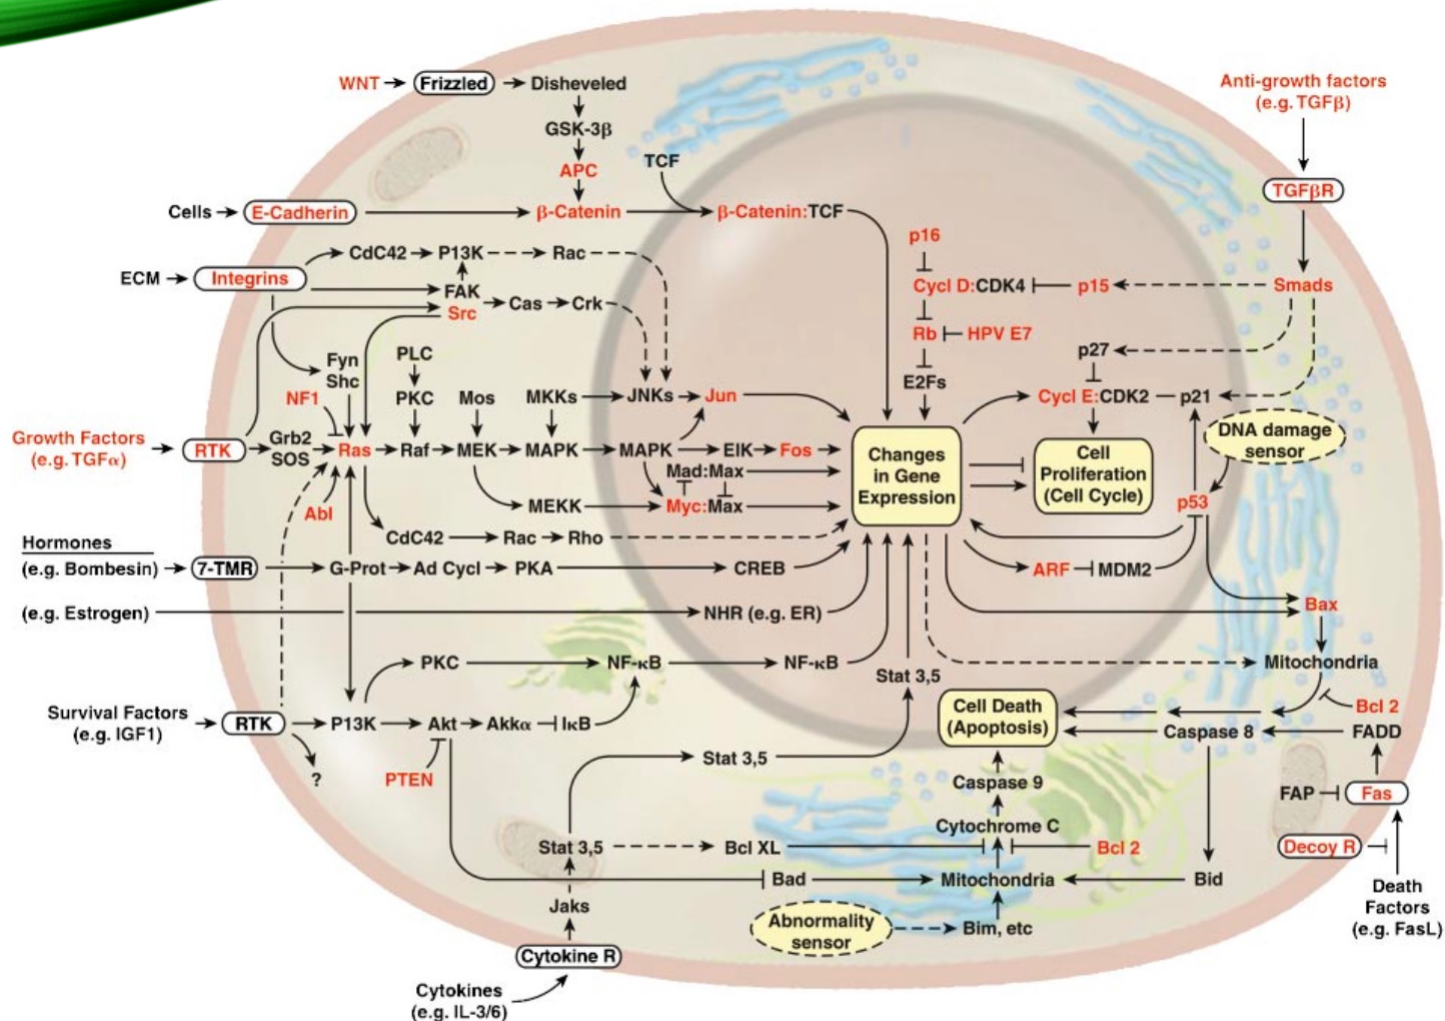 WNT
Frizzled
Disheveled
GSK-3β
APC
TCF
Cells
E-Cadherin
β-Catenin
β-Catenin:TCF
Anti-growth factors
(e.g. TGFβ)
TGFβR
Smads
p16
Cycl D:CDK4
p15
Rb
HPV E7
E2Fs
p27
Cycl E:CDK2
p21
ECM
Integrins
CdC42
P13K
Rac
FAK
Src
Cas
Crk
Fyn
Shc
PLC
PKC
NF1
Mos
MKKs
JNKs
Jun
Growth Factors
(e.g. TGFα)
RTK
Grb2
SOS
Ras
Raf
MEK
MAPK
MAPK
ElK
Fos
Mad:Max
MEKK
Myc:Max
Abl
CdC42
Rac
Rho
Changes
in Gene
Expression
Cell
Proliferation
(Cell Cycle)
DNA damage
sensor
p53
Hormones
(e.g. Bombesin)
7-TMR
G-Prot
Ad Cycl
PKA
CREB
ARF
MDM2
(e.g. Estrogen)
NHR (e.g. ER)
Bax
PKC
NF-κB
NF-κB
Stat 3,5
Mitochondria
Survival Factors
(e.g. IGF1)
RTK
P13K
Akt
Akkα
IκB
?
PTEN
Cell Death
(Apoptosis)
Bcl 2
Caspase 8
FADD
Stat 3,5
Caspase 9
FAP
Fas
Cytochrome C
Stat 3,5
Bcl XL
Bcl 2
Decoy R
Bad
Mitochondria
Bid
Death
Factors
(e.g. FasL)
Jaks
Abnormality
sensor
Bim, etc
Cytokine R
Cytokines
(e.g. IL-3/6)